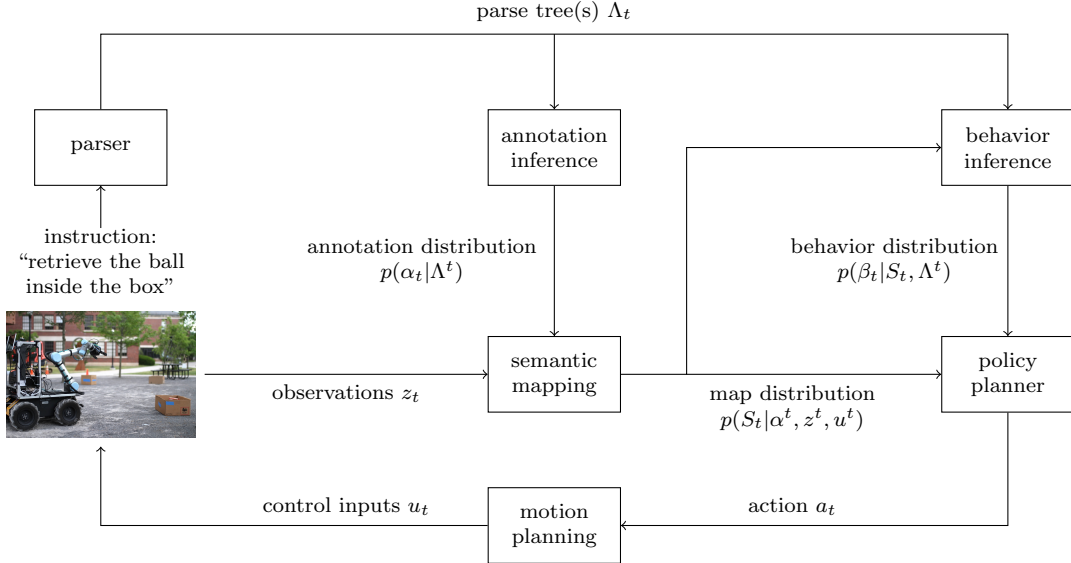 parse tree(s) Λ_t
parser
annotation
inference
behavior
inference
instruction:
“retrieve the ball
inside the box”
annotation distribution
p(α_t|Λ^t)
behavior distribution
p(β_t|S_t, Λ^t)
observations z_t
semantic
mapping
map distribution
p(S_t|α^t, z^t, u^t)
policy
planner
control inputs u_t
motion
planning
action a_t